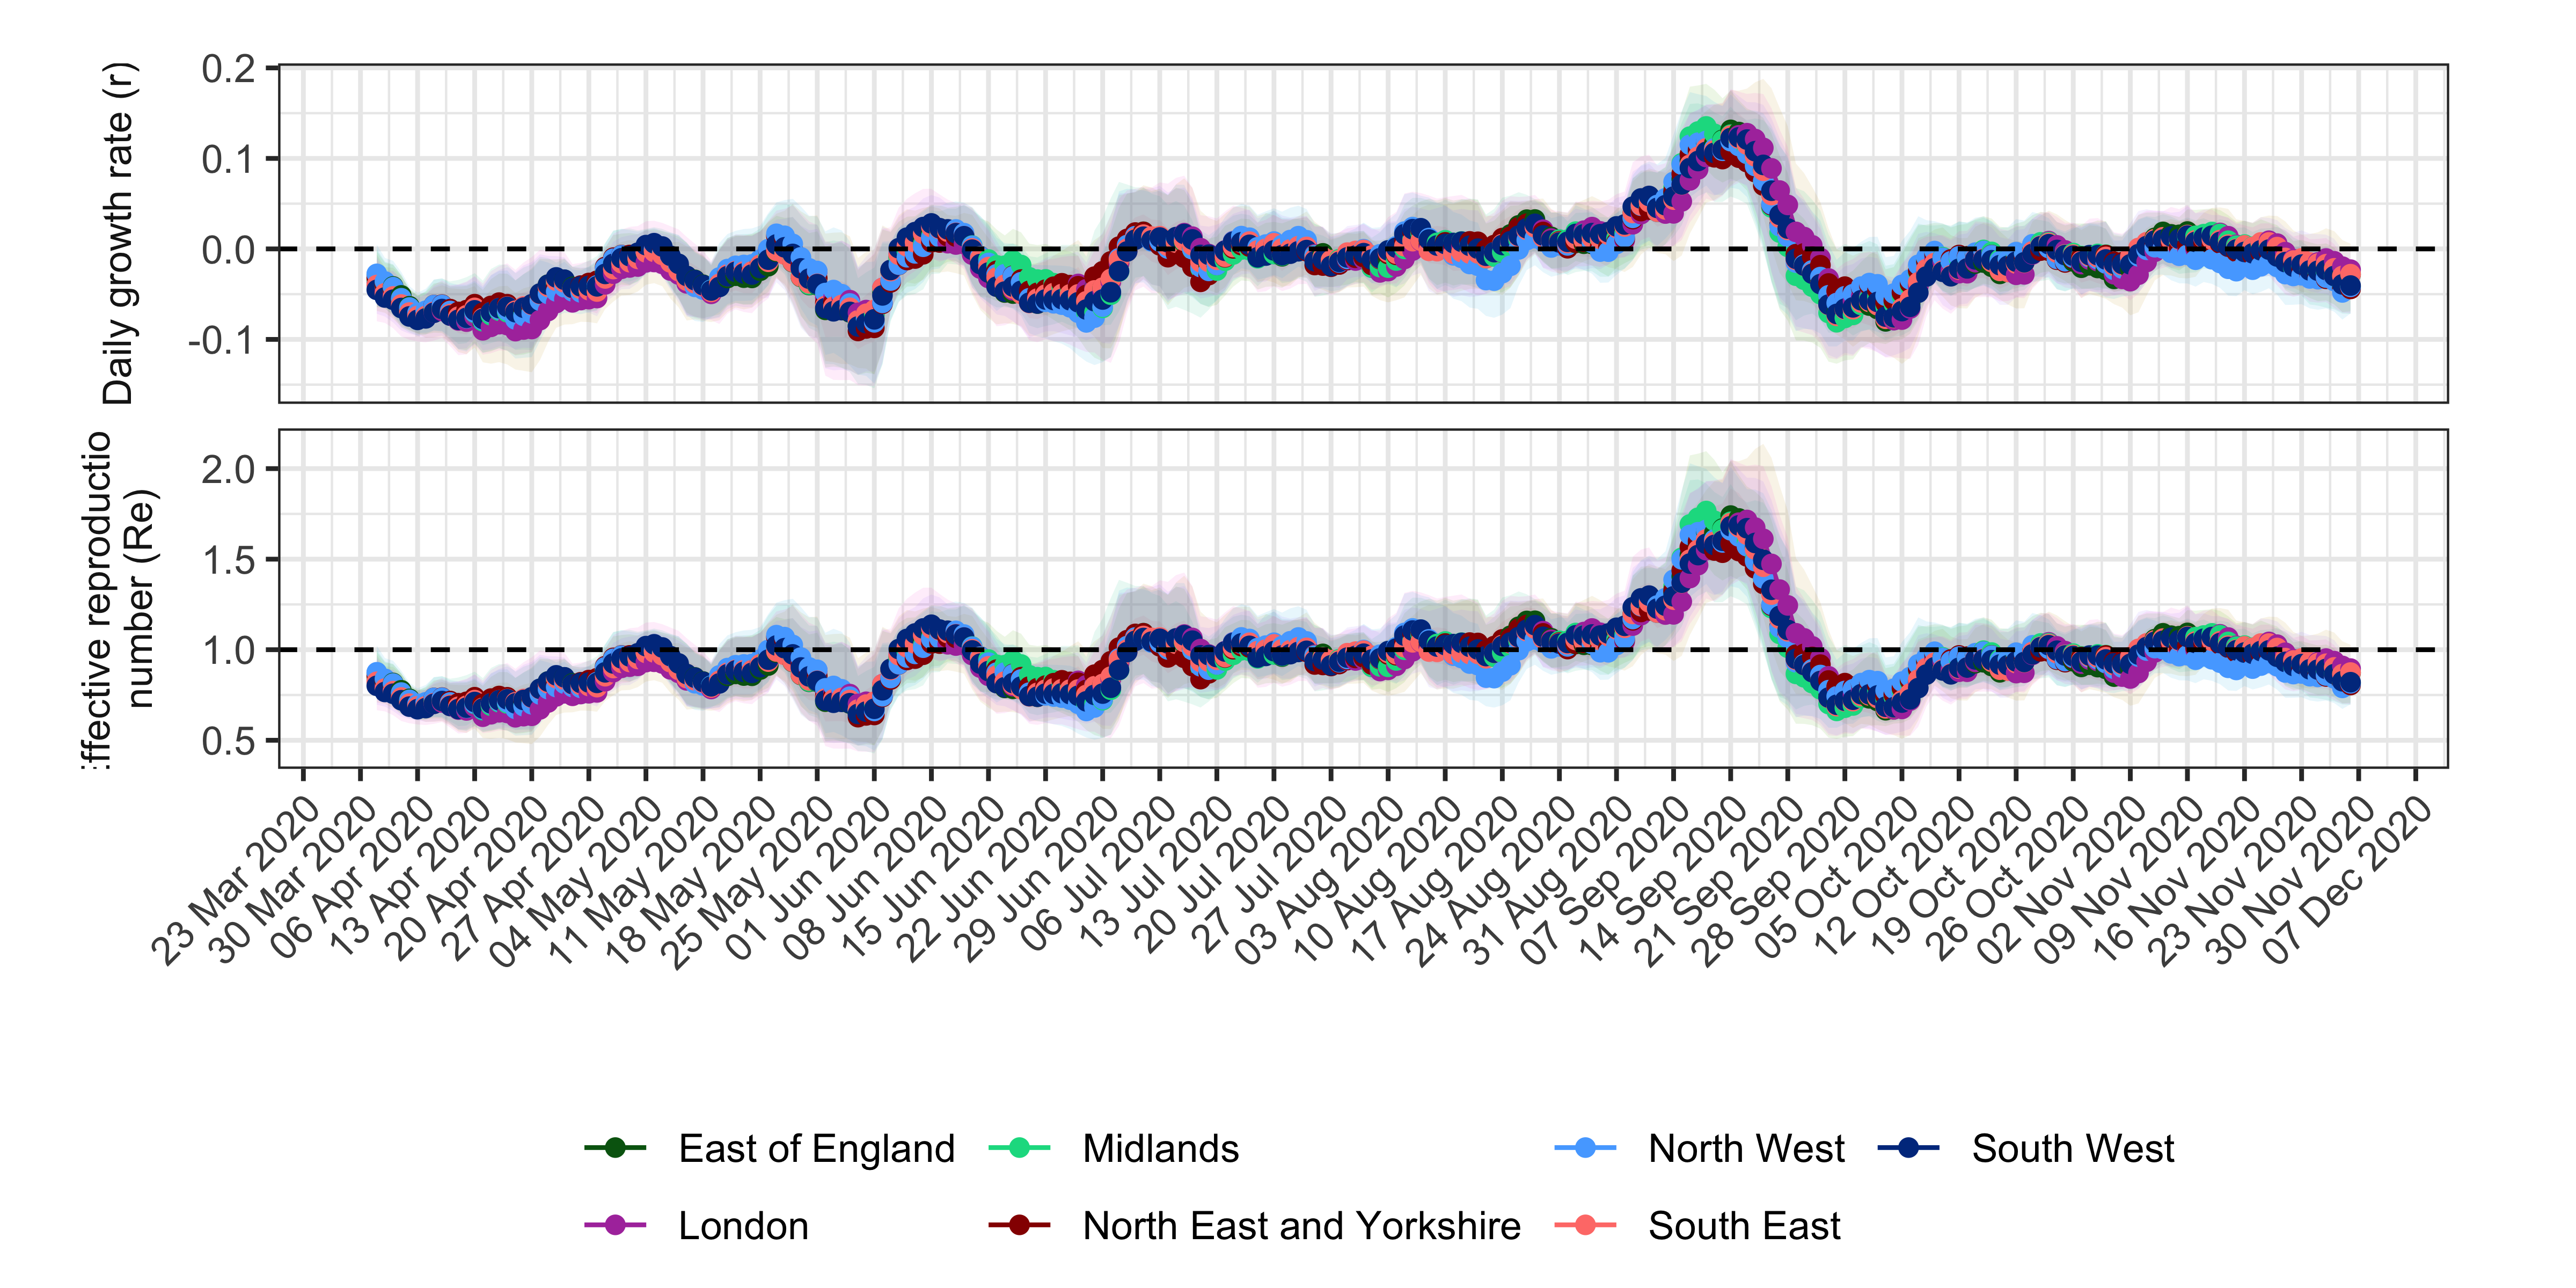 Daily growth rate (r)
0.2
0.1
0.0
-0.1
ffective reproductio
number (Re)
2.0
1.5
1.0
0.5
23 Mar 2020
30 Mar 2020
06 Apr 2020
13 Apr 2020
20 Apr 2020
27 Apr 2020
04 May 2020
11 May 2020
18 May 2020
25 May 2020
01 Jun 2020
08 Jun 2020
15 Jun 2020
22 Jun 2020
29 Jun 2020
06 Jul 2020
13 Jul 2020
20 Jul 2020
27 Jul 2020
03 Aug 2020
10 Aug 2020
17 Aug 2020
24 Aug 2020
31 Aug 2020
07 Sep 2020
14 Sep 2020
21 Sep 2020
28 Sep 2020
05 Oct 2020
12 Oct 2020
19 Oct 2020
26 Oct 2020
02 Nov 2020
09 Nov 2020
16 Nov 2020
23 Nov 2020
30 Nov 2020
07 Dec 2020
East of England
Midlands
North West
South West
London
North East and Yorkshire
South East